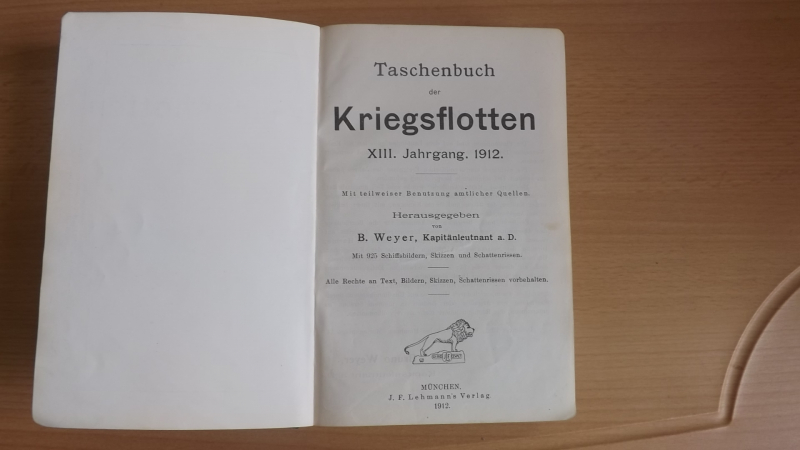 Taschenbuch
der
Kriegsflotten
XIII. Jahrgang. 1912.
Mit teilweiser Benutzung amtlicher Quellen.
Herausgegeben
von
B. Weyer, Kapitänleutnant a. D.
Mit 925 Schiffsbildern, Skizzen und Schattenrissen.
Alle Rechte an Text, Bildern, Skizzen, Schattenrissen vorbehalten.
MÜNCHEN.
J. F. Lehmann's Verlag
1912.